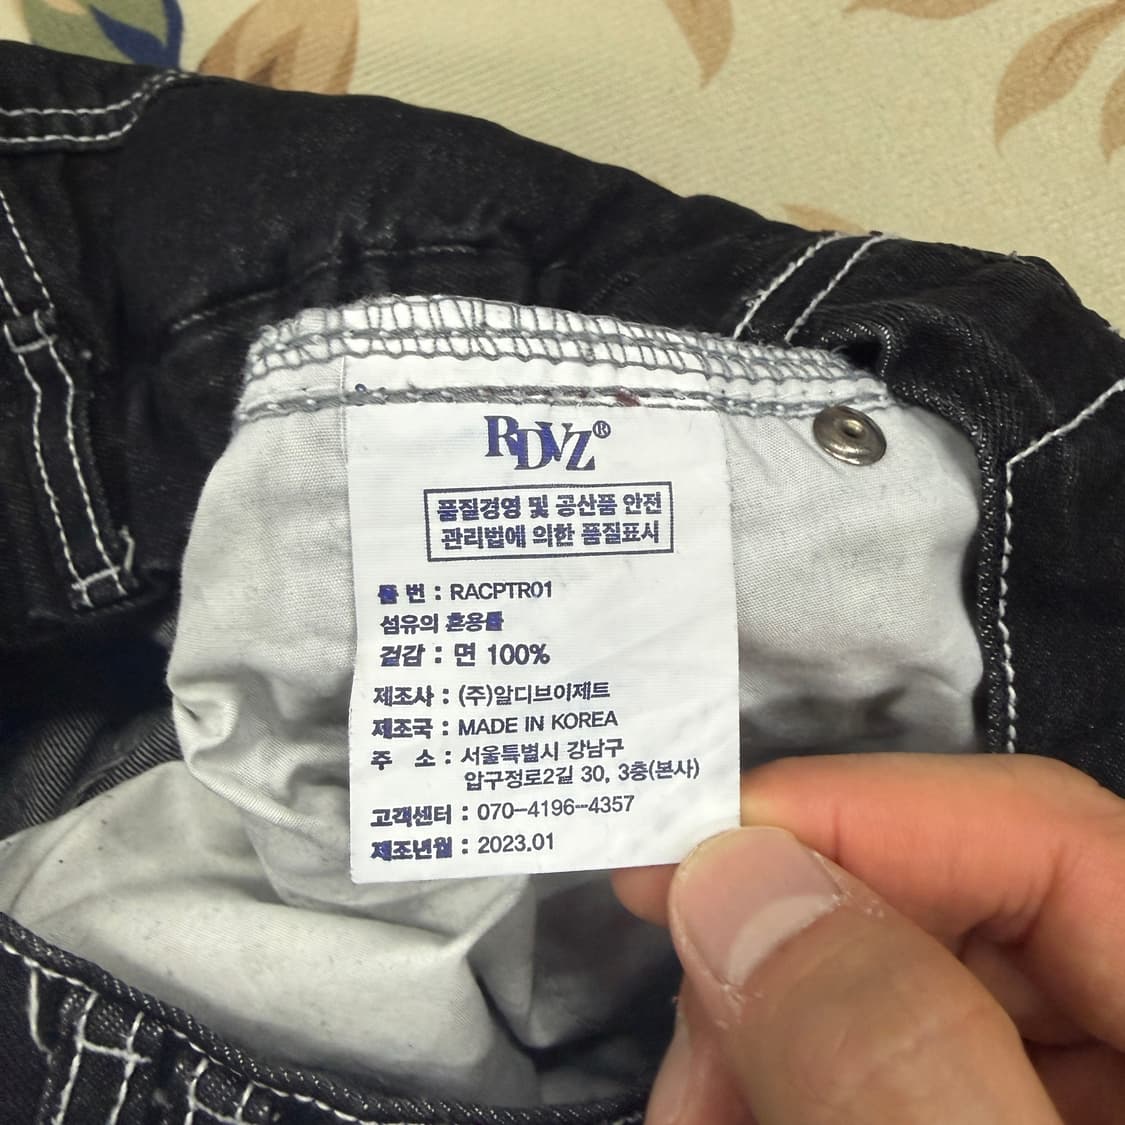 RDVZ®
품질경영 및 공산품 안전
관리법에 의한 품질표시
품 번 : RACPTR01
섬유의 혼용률
겉감 : 면 100%
제조사 : (주)알디브이제트
제조국 : MADE IN KOREA
주 소 : 서울특별시 강남구
압구정로2길 30, 3층(본사)
고객센터 : 070-4196-4357
제조년월 : 2023.01